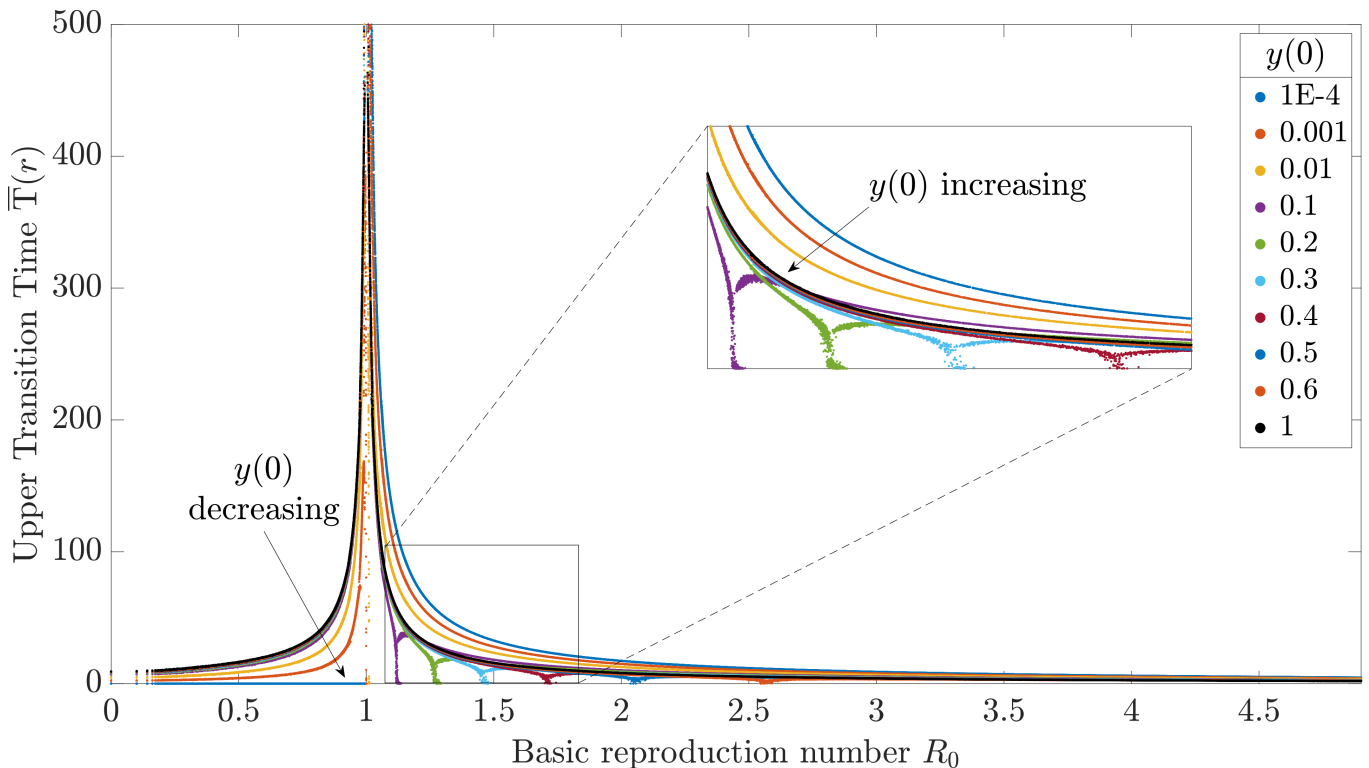 500
400
300
200
100
0
Upper Transition Time T̅(r)
0 0.5 1 1.5 2 2.5 3 3.5 4 4.5
Basic reproduction number R₀
y(0)
decreasing
y(0) increasing
y(0)
1E-4
0.001
0.01
0.1
0.2
0.3
0.4
0.5
0.6
1